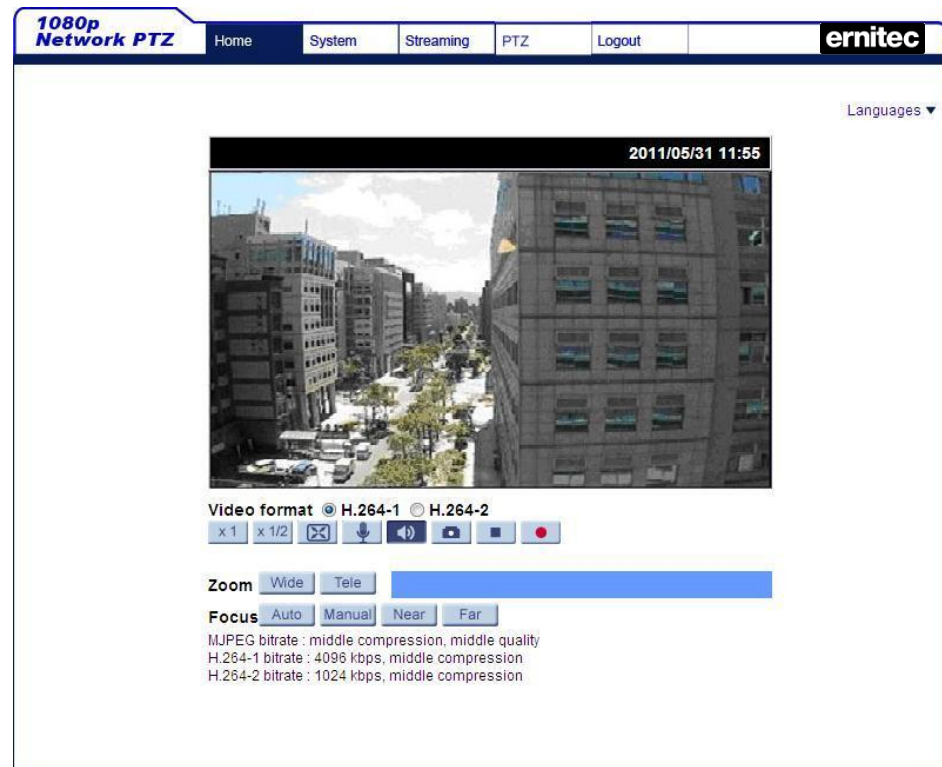 1080p
Network PTZ
Home System Streaming PTZ Logout
ernitec
Languages
2011/05/31 11:55
Video format H.264-1 H.264-2
x 1 x 1/2
Zoom Wide Tele
Focus Auto Manual Near Far
MJPEG bitrate : middle compression, middle quality
H.264-1 bitrate : 4096 kbps, middle compression
H.264-2 bitrate : 1024 kbps, middle compression